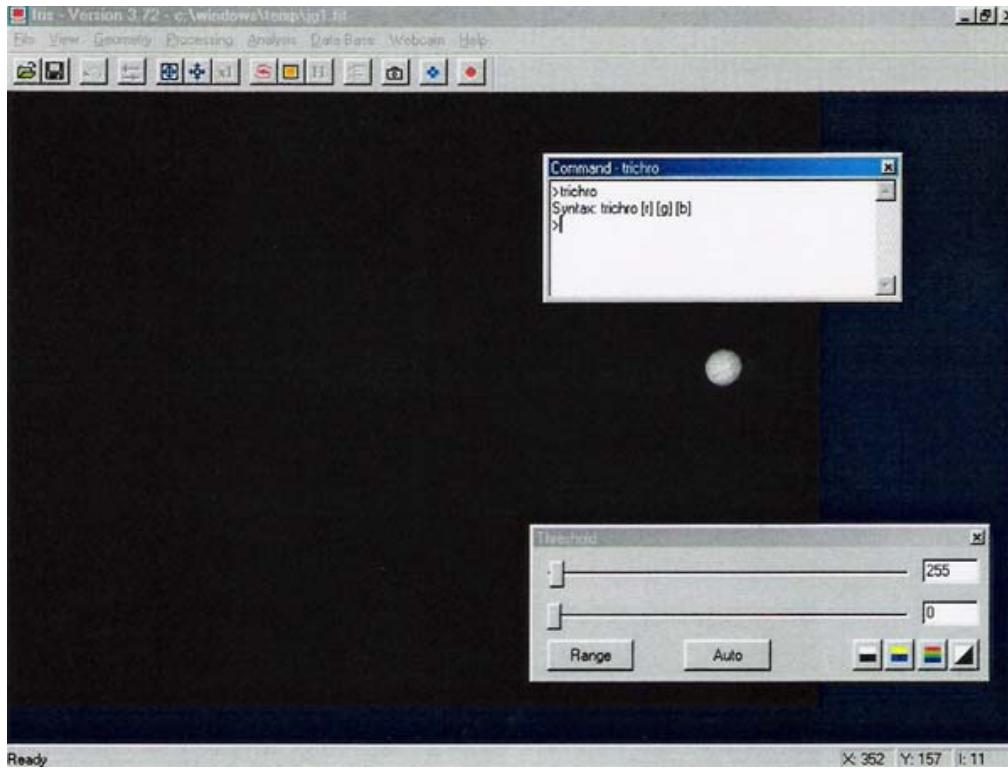 Iris - Version 3.72 - c:\windows\temp\jg1.fit
File View Geometry Processing Analysis Data Base Webcam Help
x1
Command - trichro
>trichro
Syntax: trichro [r] [g] [b]
>
Threshold
255
0
Range Auto
Ready X: 352 Y: 157 I: 11